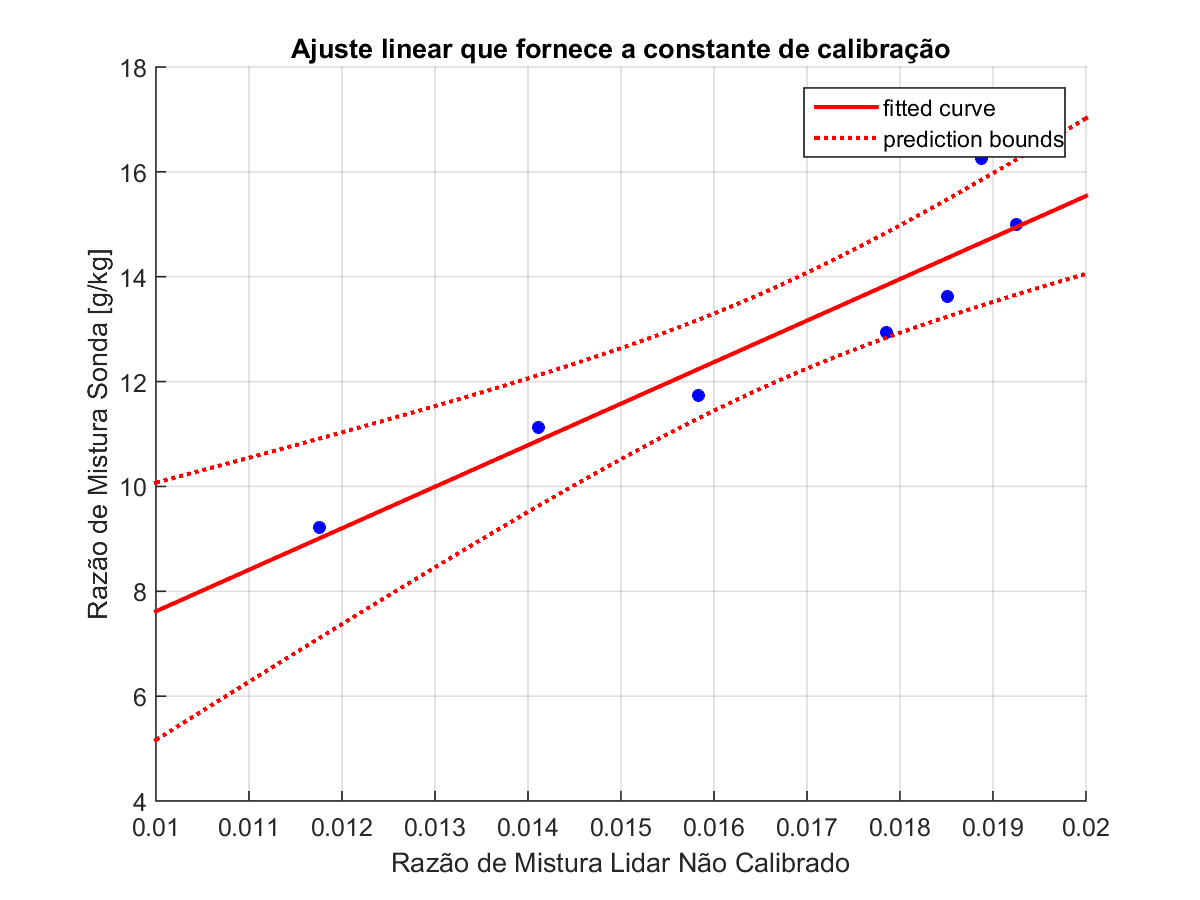 Ajuste linear que fornece a constante de calibração
fitted curve
prediction bounds
18
16
14
12
10
8
6
4
Razão de Mistura Sonda [g/kg]
0.01 0.011 0.012 0.013 0.014 0.015 0.016 0.017 0.018 0.019 0.02
Razão de Mistura Lidar Não Calibrado